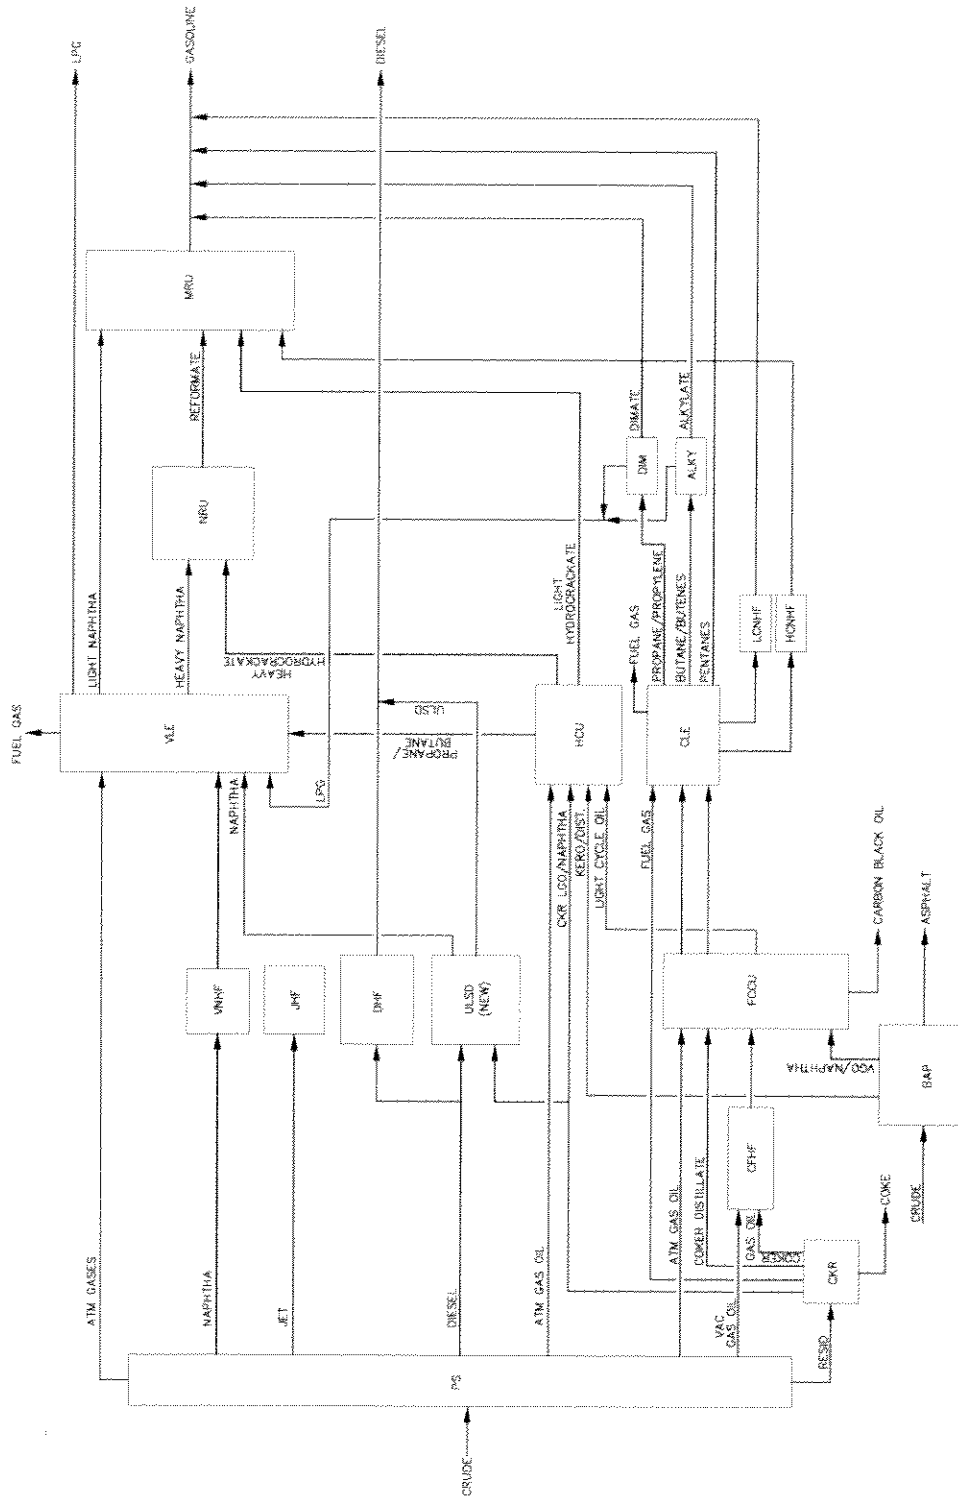 CRUDE
PS
ATM GASES
NAPHTHA
JET
DIESEL
ATM GAS OIL
ATM GAS OIL
VAC
GAS OIL
RESID
CKR
COKE
COKER
GAS OIL
COKER DISTILLATE
CFHF
CRUDE
BAP
ASPHALT
VGO/NAPHTHA
FCCU
CARBON BLACK OIL
VNHF
JHF
DHF
ULSD
(NEW)
NAPHTHA
LPG
CKR LGO/NAPHTHA
KERO/DIST.
LIGHT CYCLE OIL
FUEL GAS
FUEL GAS
VLE
HCU
CLE
PROPANE/
BUTANE
ULSD
HEAVY
HYDROCRACKATE
LIGHT
HYDROCRACKATE
LIGHT NAPHTHA
HEAVY NAPHTHA
FUEL GAS
PROPANE/PROPYLENE
BUTANE/BUTENES
PENTANES
LCNHF
HCNHF
NRU
DIM
ALKY
REFORMATE
DIMATE
ALKYLATE
MRU
LPG
GASOLINE
DIESEL